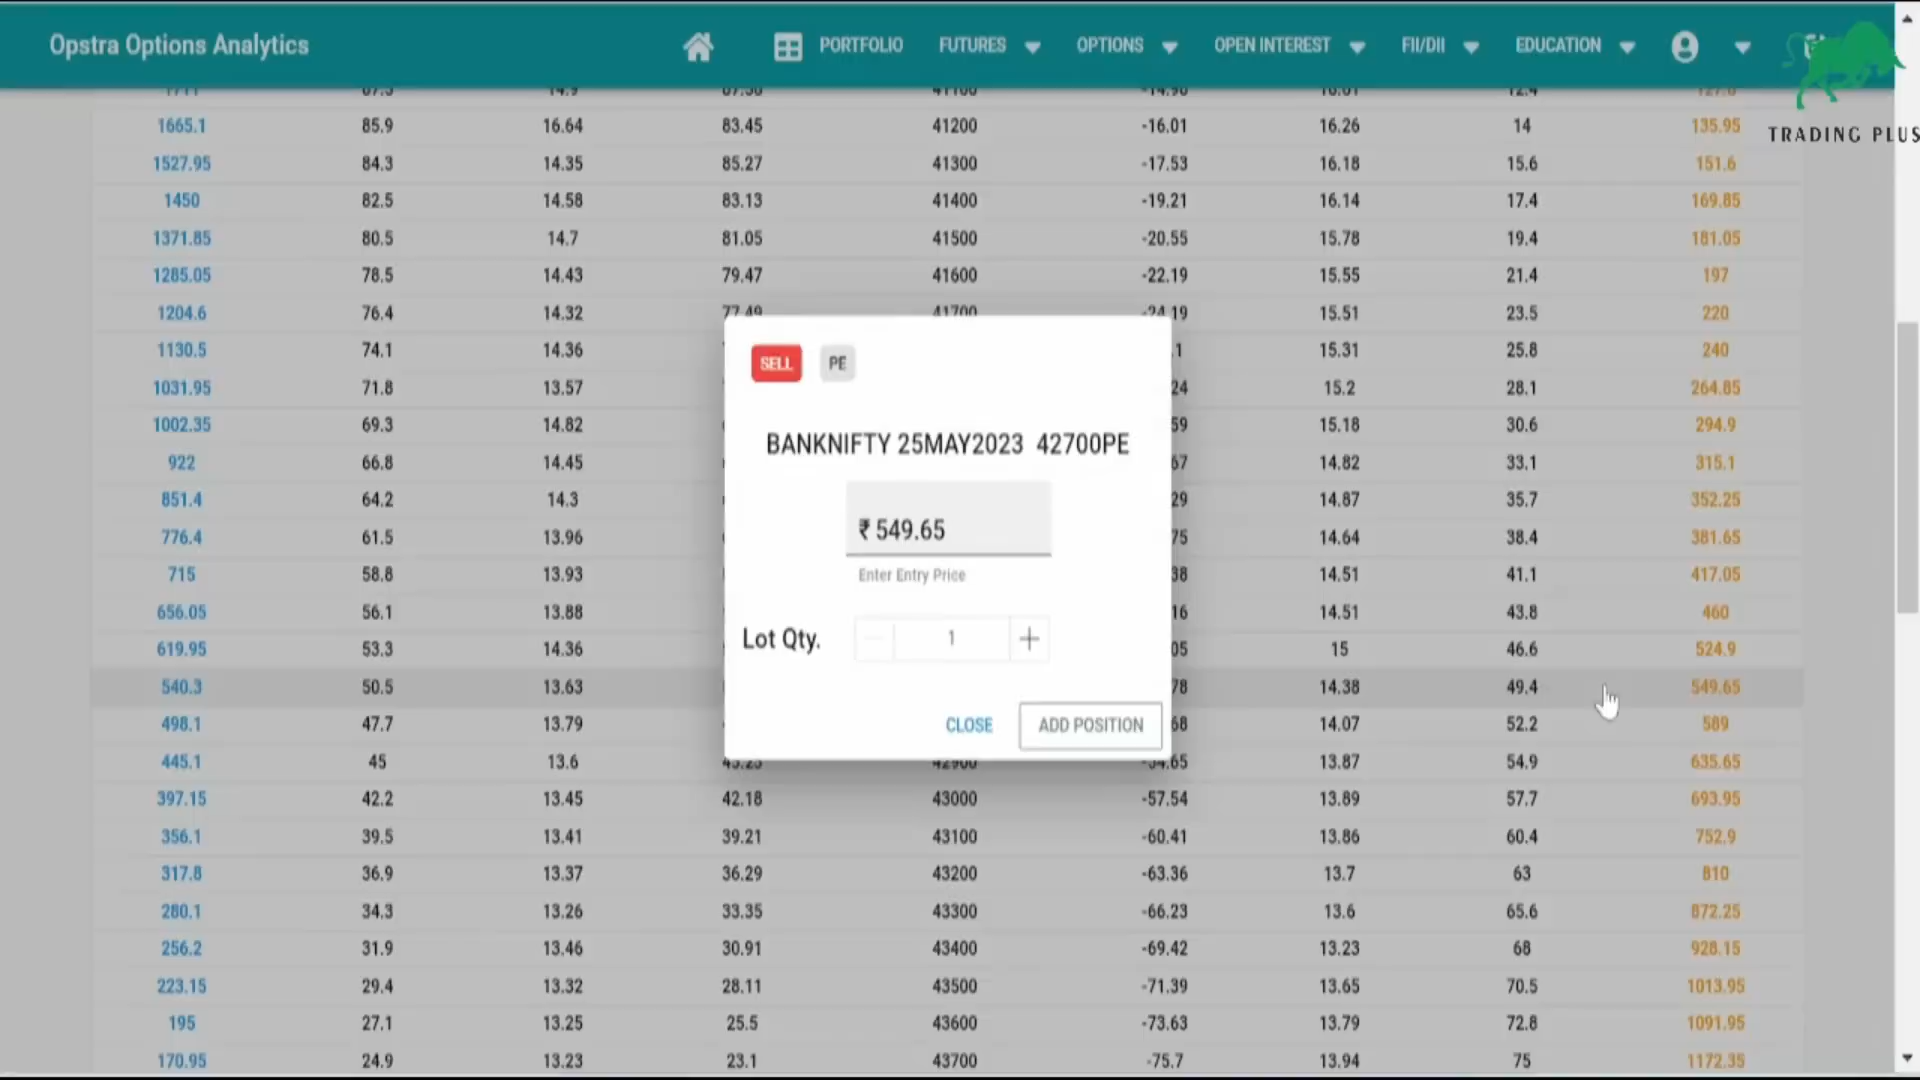 Opstra Options Analytics PORTFOLIO FUTURES OPTIONS OPEN INTEREST FII/DII EDUCATION
TRADING PLUS
1665.1 85.9 16.64 83.45 41200 -16.01 16.26 14 135.95
1527.95 84.3 14.35 85.27 41300 -17.53 16.18 15.6 151.6
1450 82.5 14.58 83.13 41400 -19.21 16.14 17.4 169.85
1371.85 80.5 14.7 81.05 41500 -20.55 15.78 19.4 181.05
1285.05 78.5 14.43 79.47 41600 -22.19 15.55 21.4 197
1204.6 76.4 14.32 77.49 41700 -24.19 15.51 23.5 220
1130.5 74.1 14.36 15.31 25.8 240
1031.95 71.8 13.57 15.2 28.1 264.85
1002.35 69.3 14.82 15.18 30.6 294.9
922 66.8 14.45 14.82 33.1 315.1
851.4 64.2 14.3 14.87 35.7 352.25
776.4 61.5 13.96 14.64 38.4 381.65
715 58.8 13.93 14.51 41.1 417.05
656.05 56.1 13.88 14.51 43.8 460
619.95 53.3 14.36 15 46.6 524.9
540.3 50.5 13.63 14.38 49.4 549.65
498.1 47.7 13.79 14.07 52.2 589
445.1 45 13.6 42900 -54.65 13.87 54.9 635.65
397.15 42.2 13.45 42.18 43000 -57.54 13.89 57.7 693.95
356.1 39.5 13.41 39.21 43100 -60.41 13.86 60.4 752.9
317.8 36.9 13.37 36.29 43200 -63.36 13.7 63 810
280.1 34.3 13.26 33.35 43300 -66.23 13.6 65.6 872.25
256.2 31.9 13.46 30.91 43400 -69.42 13.23 68 928.15
223.15 29.4 13.32 28.11 43500 -71.39 13.65 70.5 1013.95
195 27.1 13.25 25.5 43600 -73.63 13.79 72.8 1091.95
170.95 24.9 13.23 23.1 43700 -75.7 13.94 75 1172.35
SELL PE
BANKNIFTY 25MAY2023 42700PE
₹ 549.65
Enter Entry Price
Lot Qty. 1 +
CLOSE ADD POSITION